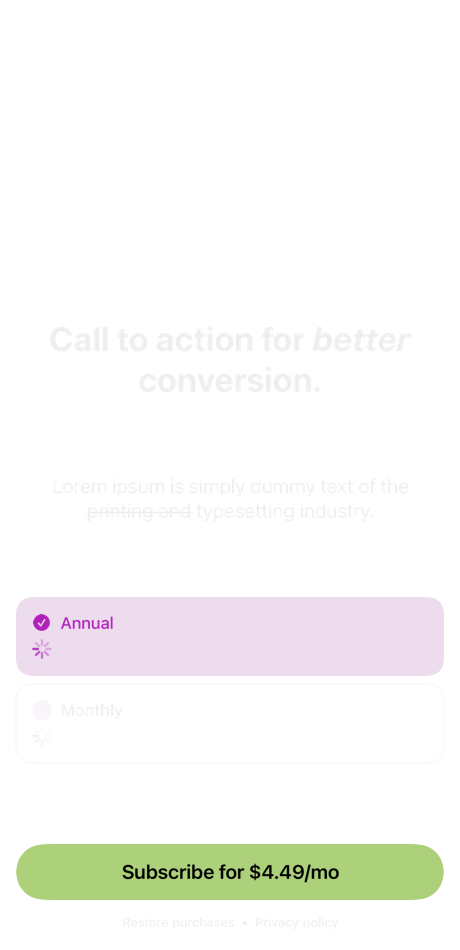 Call to action for better
conversion.
Lorem Ipsum is simply dummy text of the
printing and typesetting industry.
Annual
Monthly
Subscribe for $4.49/mo
Restore purchases • Privacy policy